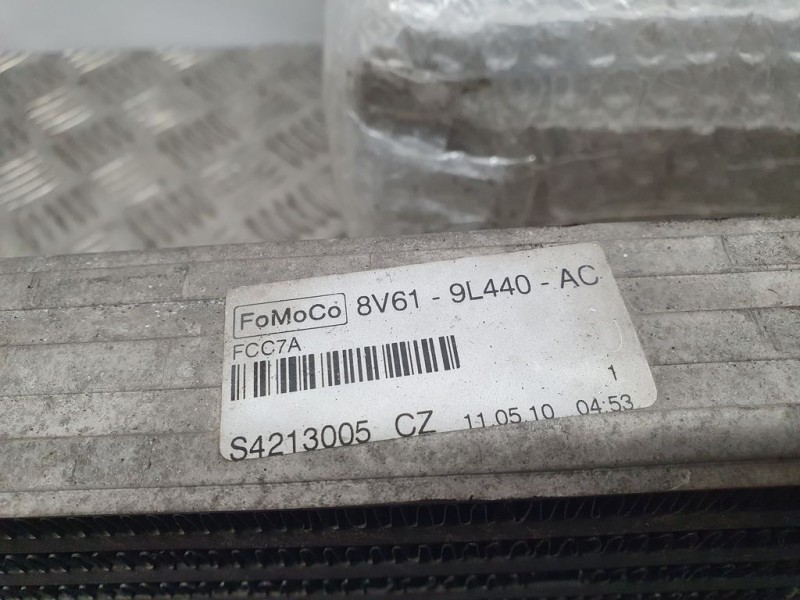 FoMoCo 8V61 - 9L440 - AC
FCC7A
1
S4213005 CZ 11.05.10 04:53